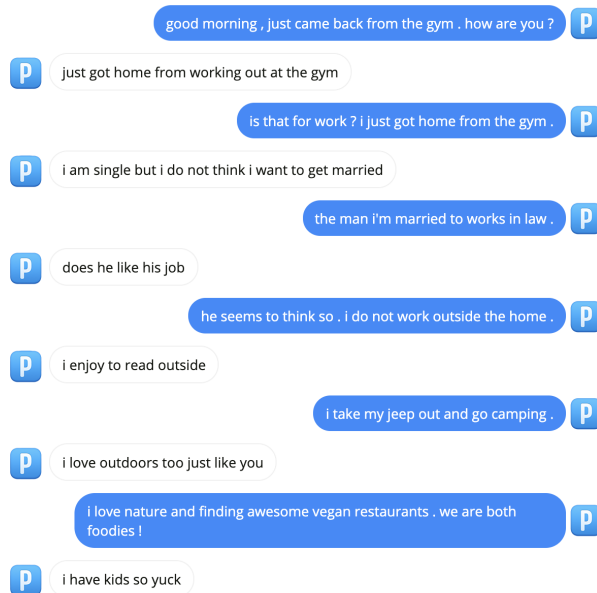 good morning , just came back from the gym . how are you ?
P
P
just got home from working out at the gym
is that for work ? i just got home from the gym .
P
P
i am single but i do not think i want to get married
the man i'm married to works in law .
P
P
does he like his job
he seems to think so . i do not work outside the home .
P
P
i enjoy to read outside
i take my jeep out and go camping .
P
P
i love outdoors too just like you
i love nature and finding awesome vegan restaurants . we are both
foodies !
P
P
i have kids so yuck